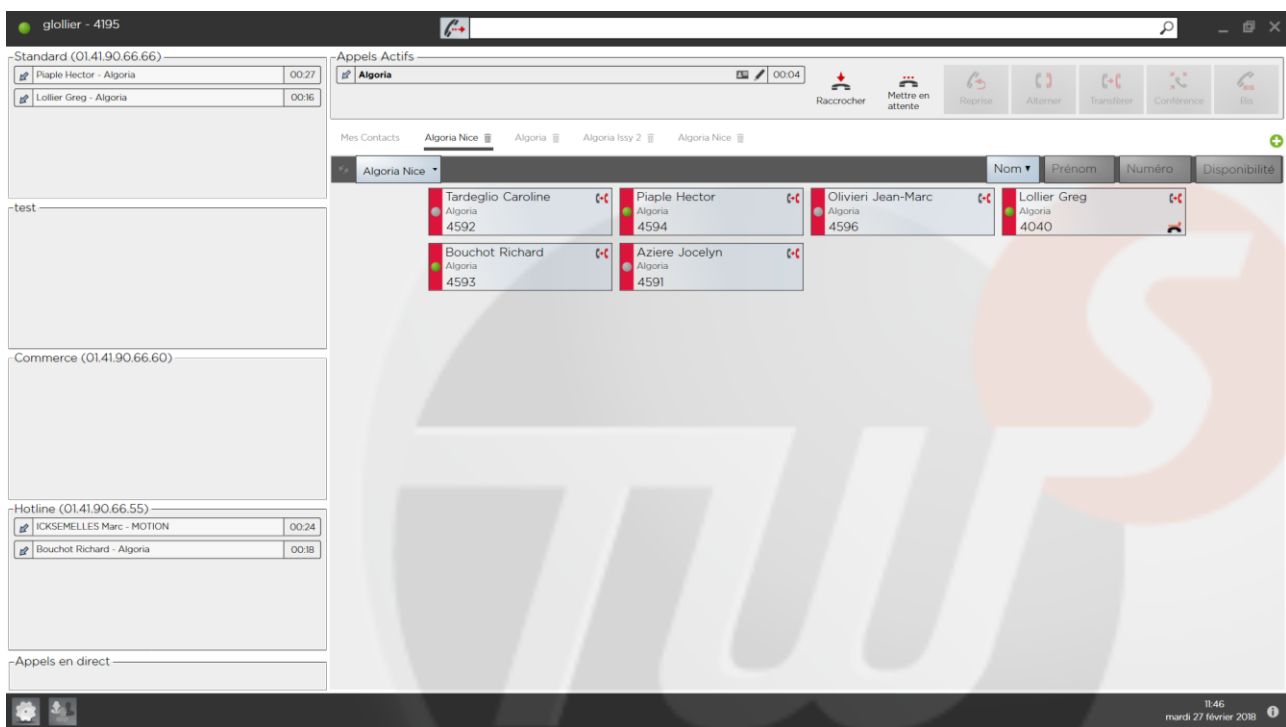 glollier - 4195
Standard (01.41.90.66.66)
Piaple Hector - Algoria 00:27
Lollier Greg - Algoria 00:16
test
Commerce (01.41.90.66.60)
Hotline (01.41.90.66.55)
ICKSEMELLES Marc - MOTION 00:24
Bouchot Richard - Algoria 00:18
Appels en direct
Appels Actifs
Algoria 00:04
Raccrocher
Mettre en
attente
Reprise
Alterner
Transférer
Conférence
Bis
Mes Contacts Algoria Nice Algoria Algoria Issy 2 Algoria Nice
Algoria Nice Nom Prénom Numéro Disponibilité
Tardeglio Caroline
Algoria
4592
Piaple Hector
Algoria
4594
Olivieri Jean-Marc
Algoria
4596
Lollier Greg
Algoria
4040
Bouchot Richard
Algoria
4593
Aziere Jocelyn
Algoria
4591
TWS
11:46
mardi 27 février 2018